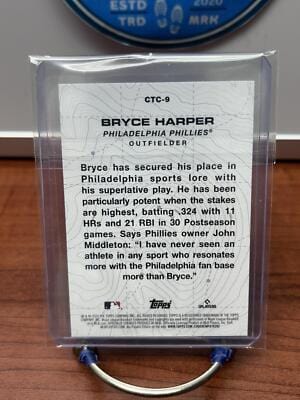 ESTD
2020
TRD
MRK
CTC-9
BRYCE HARPER
PHILADELPHIA PHILLIES®
OUTFIELDER
Bryce has secured his place in
Philadelphia sports lore with
his superlative play. He has been
particularly potent when the stakes
are highest, batting .324 with 11
HRs and 21 RBI in 30 Postseason
games. Says Phillies owner John
Middleton: “I have never seen an
athlete in any sport who resonates
more with the Philadelphia fan base
more than Bryce.”
Topps
PLAYERS